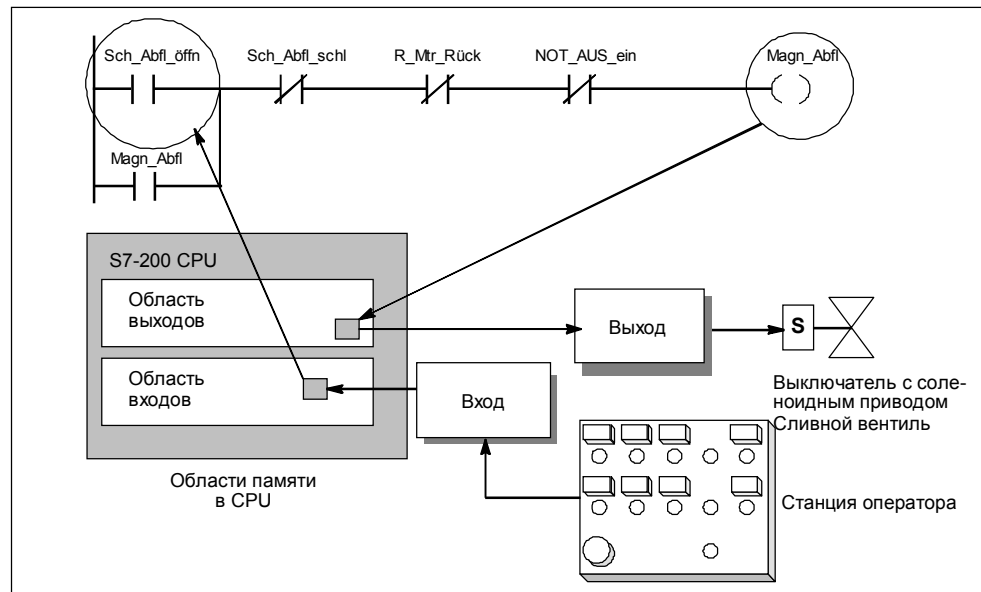 Sch_Abfl_öffn
Sch_Abfl_schl
R_Mtr_Rück
NOT_AUS_ein
Magn_Abfl
Magn_Abfl
S7-200 CPU
Область
выходов
Область
входов
Области памяти
в CPU
Выход
Вход
S
Выключатель с соле-
ноидным приводом
Сливной вентиль
Станция оператора